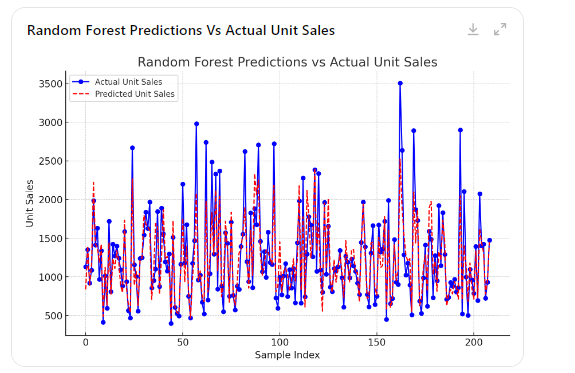 Random Forest Predictions Vs Actual Unit Sales
Random Forest Predictions vs Actual Unit Sales
Actual Unit Sales
Predicted Unit Sales
3500
3000
2500
2000
1500
1000
500
Unit Sales
0 50 100 150 200
Sample Index